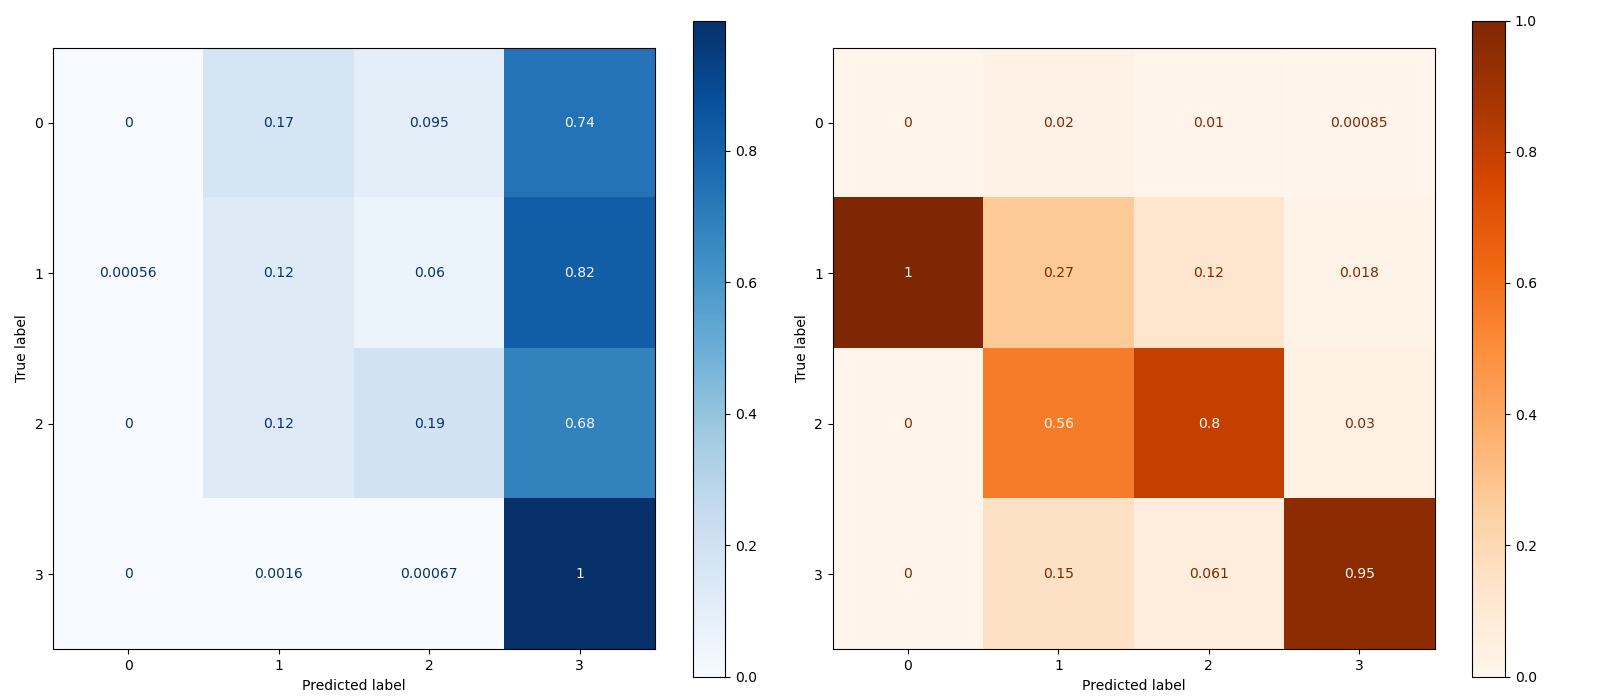 0 0 0.17 0.095 0.74
1 0.00056 0.12 0.06 0.82
2 0 0.12 0.19 0.68
3 0 0.0016 0.00067 1
0 1 2 3
Predicted label
True label
0.8
0.6
0.4
0.2
0.0
0 0 0.02 0.01 0.00085
1 1 0.27 0.12 0.018
2 0 0.56 0.8 0.03
3 0 0.15 0.061 0.95
0 1 2 3
Predicted label
True label
1.0
0.8
0.6
0.4
0.2
0.0